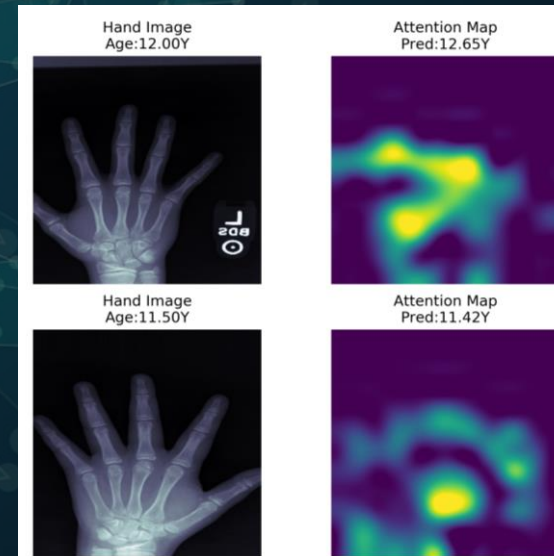 Hand Image
Age:12.00Y
Attention Map
Pred:12.65Y
L
Hand Image
Age:11.50Y
Attention Map
Pred:11.42Y